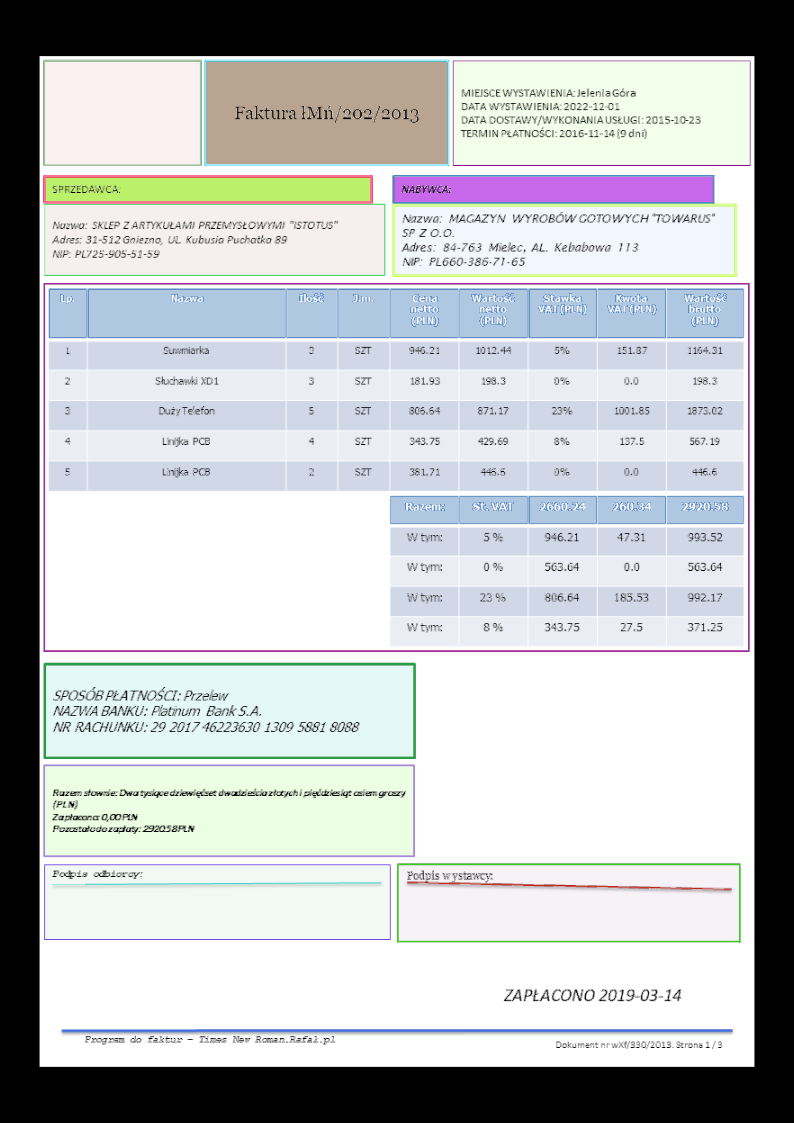 Faktura łMń/202/2013
MIEJSCE WYSTAWIENIA: Jelenia Góra
DATA WYSTAWIENIA: 2022-12-01
DATA DOSTAWY/WYKONANIA USŁUGI: 2015-10-23
TERMIN PŁATNOŚCI: 2016-11-14 (9 dni)
SPRZEDAWCA:
Nazwa: SKLEP Z ARTYKUŁAMI PRZEMYSŁOWYMI "ISTOTUS"
Adres: 31-512 Gniezno, UL. Kubusia Puchatka 89
NIP: PL725-905-51-59
NABYWCA:
Nazwa: MAGAZYN WYROBÓW GOTOWYCH "TOWARUS"
SP Z O.O.
Adres: 84-763 Mielec, AL. Kebabowa 113
NIP: PL660-386-71-65
Lp. Nazwa Ilość J.m. Cena netto (PLN) Wartość netto (PLN) Stawka VAT (PLN) Kwota VAT (PLN) Wartość brutto (PLN)
1 Suwmiarka 3 SZT 946.21 1012.44 5% 151.87 1164.31
2 Słuchawki XD1 3 SZT 181.93 198.3 0% 0.0 198.3
3 Duży Telefon 5 SZT 806.64 871.17 23% 1001.85 1873.02
4 Linijka PCB 4 SZT 343.75 429.69 8% 137.5 567.19
5 Linijka PCB 2 SZT 381.71 446.6 0% 0.0 446.6
Razem: St. VAT 2660.24 260.34 2920.58
W tym: 5 % 946.21 47.31 993.52
W tym: 0 % 563.64 0.0 563.64
W tym: 23 % 806.64 185.53 992.17
W tym: 8 % 343.75 27.5 371.25
SPOSÓB PŁATNOŚCI: Przelew
NAZWA BANKU: Platinum Bank S.A.
NR RACHUNKU: 29 2017 46223630 1309 5881 8088
Razem słownie: Dwa tysiące dziewięćset dwadzieścia złotych i pięćdziesiąt osiem groszy
(PLN)
Zapłacono: 0,00 PLN
Pozostało do zapłaty: 2920.58 PLN
Podpis odbiorcy:
Podpis wystawcy:
ZAPŁACONO 2019-03-14
Program do faktur – Times New Roman.Rafał.pl
Dokument nr wXf/330/2013. Strona 1 / 3